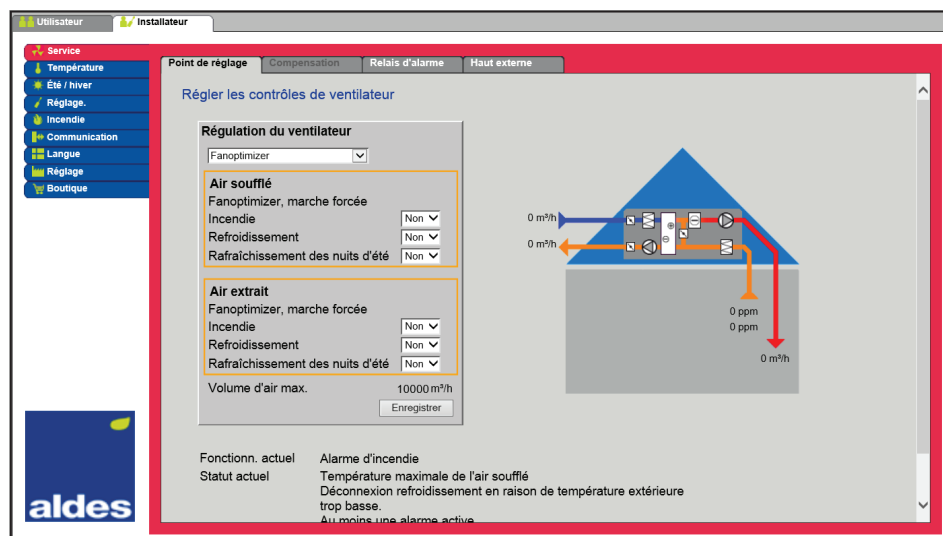 Utilisateur
Installateur
Service
Température
Été / hiver
Réglage.
Incendie
Communication
Langue
Réglage
Boutique
Point de réglage
Compensation
Relais d'alarme
Haut externe
Régler les contrôles de ventilateur
Régulation du ventilateur
Fanoptimizer
Air soufflé
Fanoptimizer, marche forcée
Incendie Non
Refroidissement Non
Rafraîchissement des nuits d'été Non
Air extrait
Fanoptimizer, marche forcée
Incendie Non
Refroidissement Non
Rafraîchissement des nuits d'été Non
Volume d'air max. 10000 m³/h
Enregistrer
0 m³/h
0 m³/h
0 ppm
0 ppm
0 m³/h
Fonctionn. actuel Alarme d'incendie
Statut actuel Température maximale de l'air soufflé
Déconnexion refroidissement en raison de température extérieure
trop basse.
Au moins une alarme active
aldes